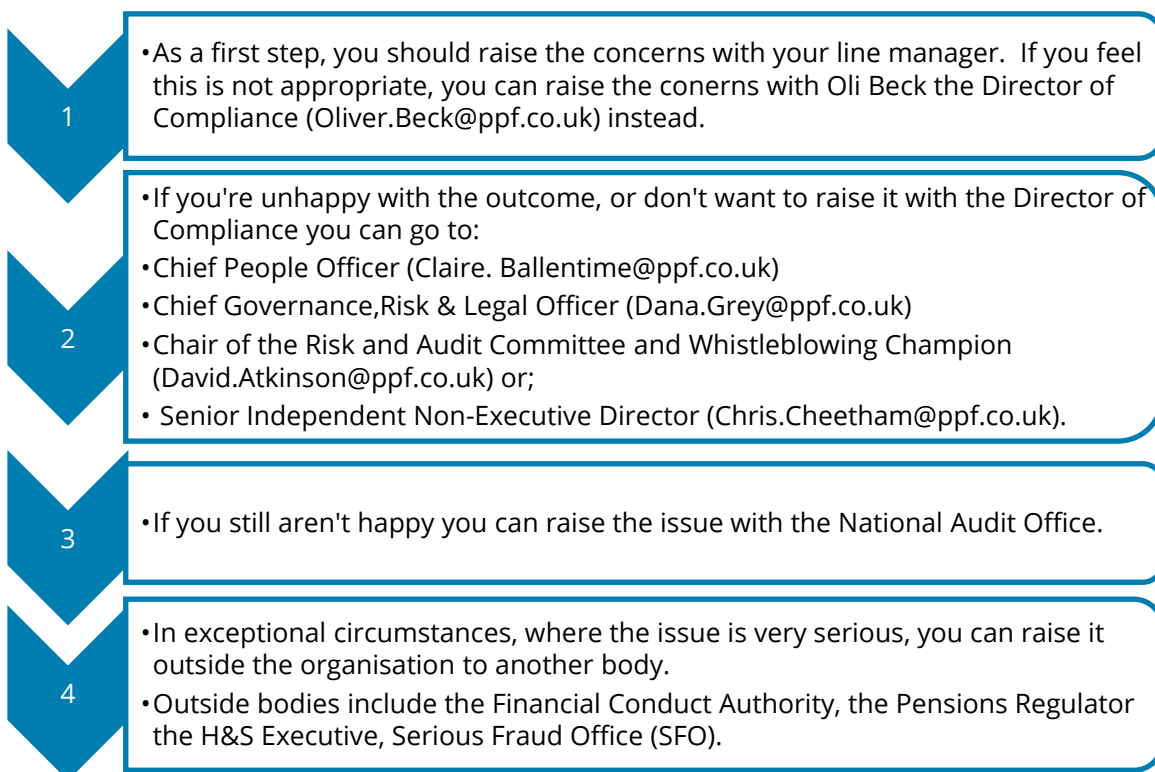 1
•As a first step, you should raise the concerns with your line manager.  If you feel
this is not appropriate, you can raise the conerns with Oli Beck the Director of
Compliance (Oliver.Beck@ppf.co.uk) instead.
2
•If you're unhappy with the outcome, or don't want to raise it with the Director of
Compliance you can go to:
•Chief People Officer (Claire. Ballentime@ppf.co.uk)
•Chief Governance,Risk & Legal Officer (Dana.Grey@ppf.co.uk)
•Chair of the Risk and Audit Committee and Whistleblowing Champion
(David.Atkinson@ppf.co.uk) or;
• Senior Independent Non-Executive Director (Chris.Cheetham@ppf.co.uk).
3
•If you still aren't happy you can raise the issue with the National Audit Office.
4
•In exceptional circumstances, where the issue is very serious, you can raise it
outside the organisation to another body.
•Outside bodies include the Financial Conduct Authority, the Pensions Regulator
the H&S Executive, Serious Fraud Office (SFO).